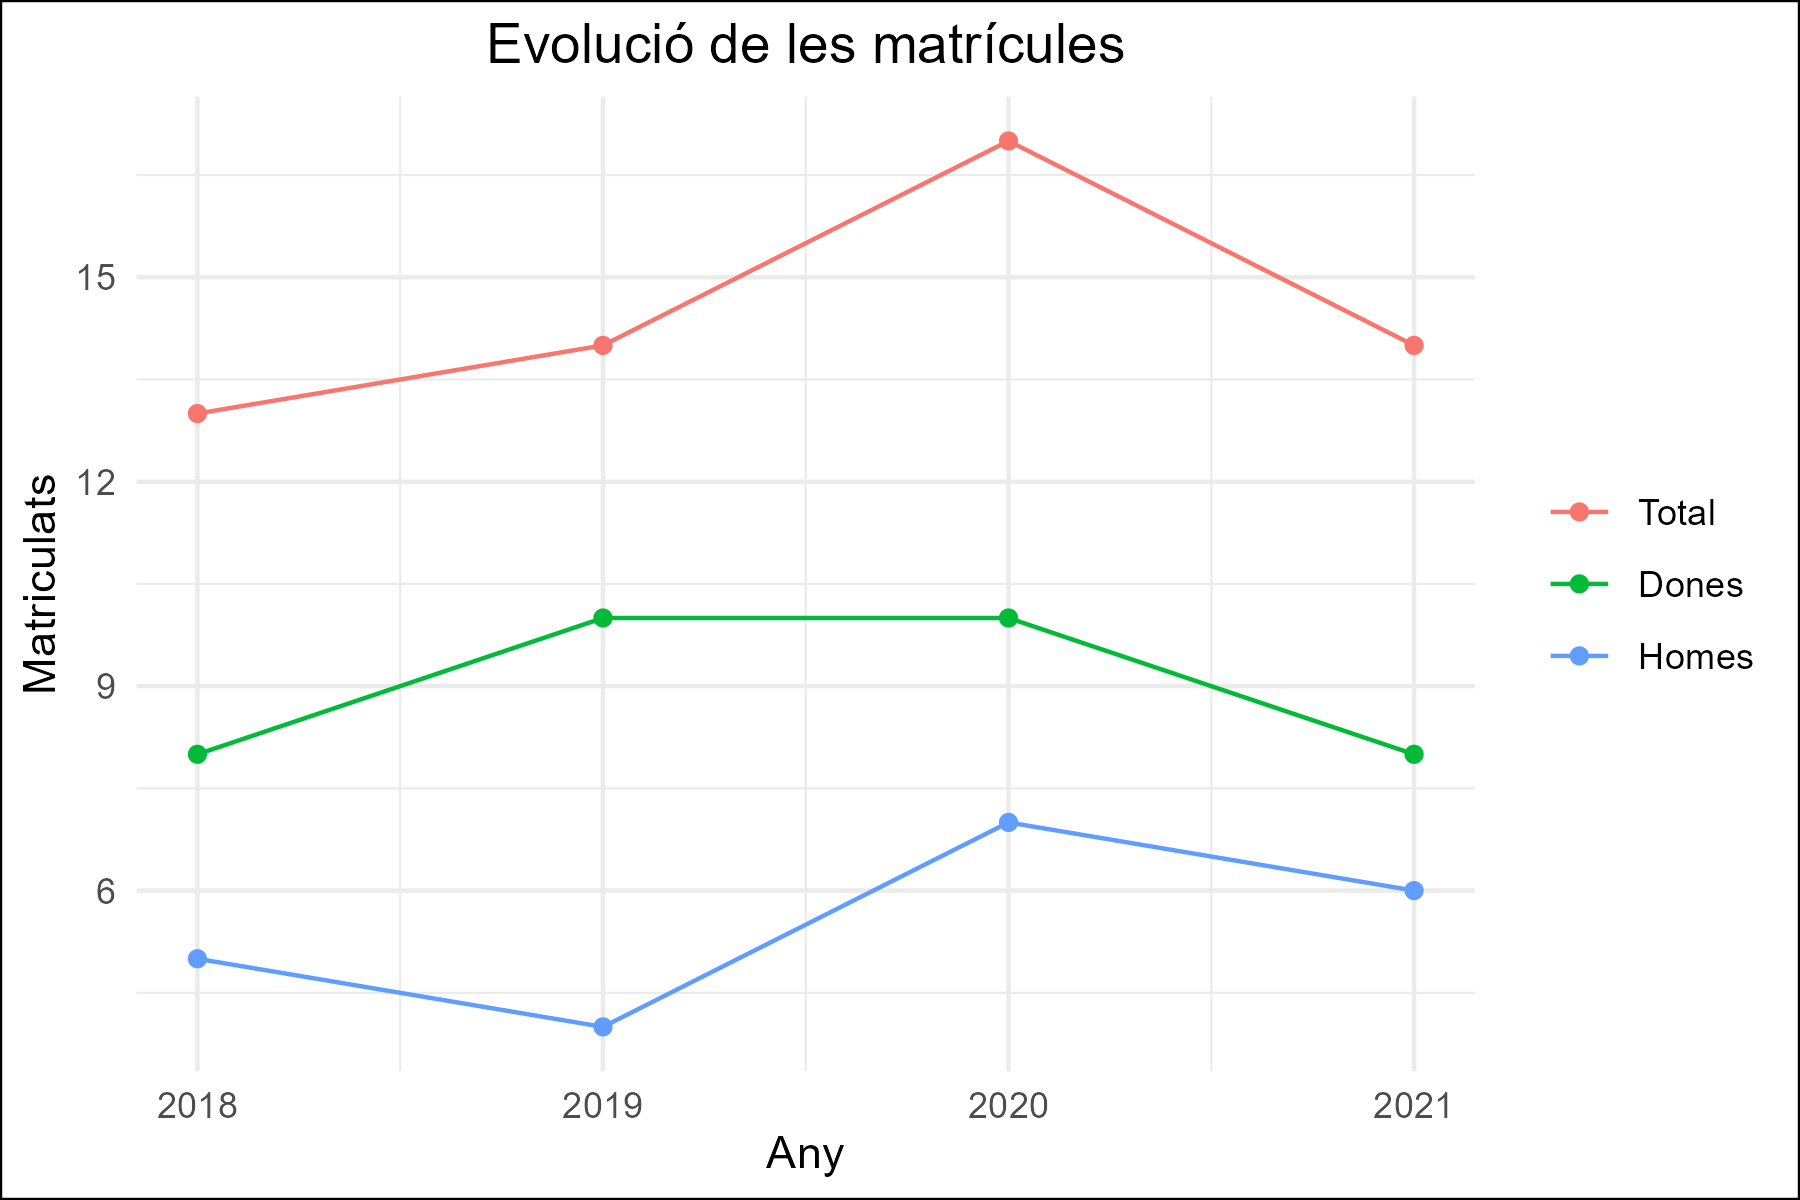 Evolució de les matrícules
Matriculats
15
12
9
6
2018 2019 2020 2021
Any
Total
Dones
Homes